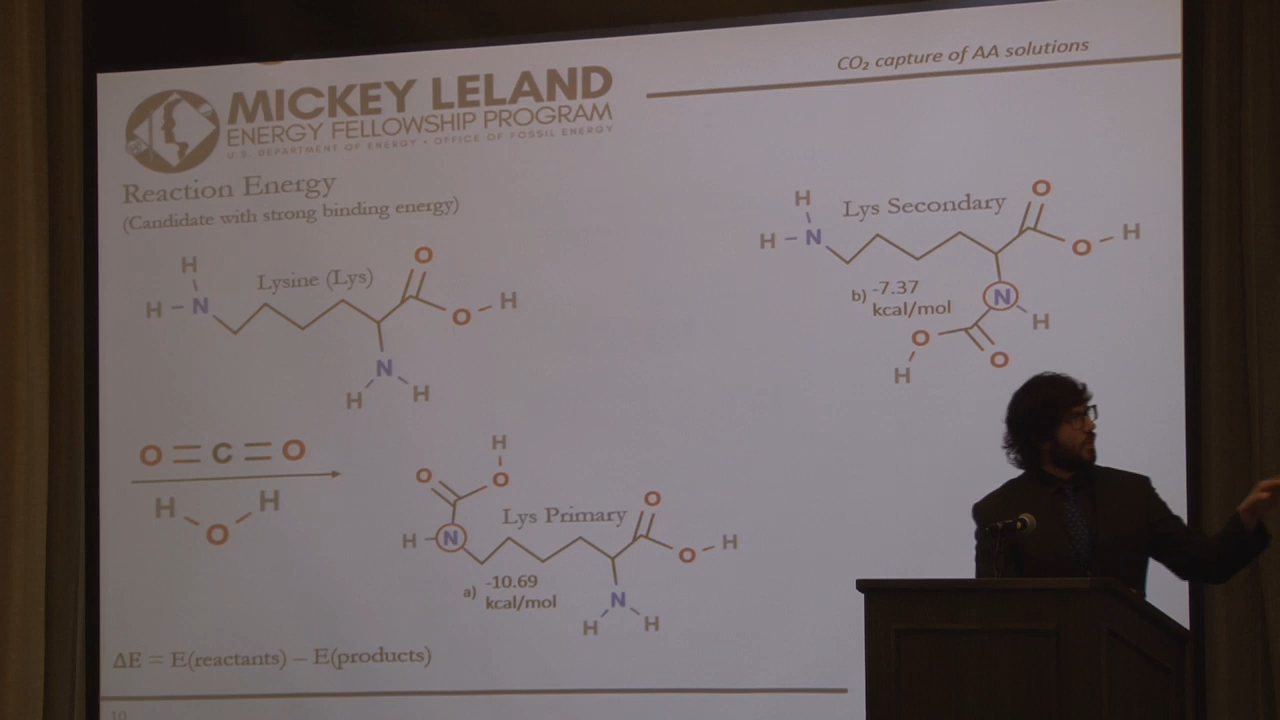 CO₂ capture of AA solutions
MICKEY LELAND
ENERGY FELLOWSHIP PROGRAM
U.S. DEPARTMENT OF ENERGY • OFFICE OF FOSSIL ENERGY
Reaction Energy
(Candidate with strong binding energy)
Lysine (Lys)
H
H – N
O
O – H
N
H H
Lys Secondary
H
H – N
O
O – H
b) -7.37
kcal/mol
N
H
O
O
H
O = C = O
H H
O
H
O O
Lys Primary
O
H – N
O – H
a) -10.69
kcal/mol
N
H H
ΔE = E(reactants) – E(products)
10